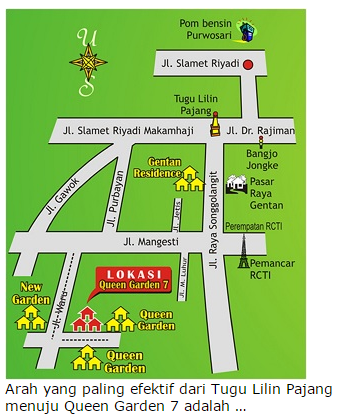 Pom bensin
Purwosari
U
S
Jl. Slamet Riyadi
Tugu Lilin
Pajang
Jl. Slamet Riyadi Makamhaji
Jl. Dr. Rajiman
Bangjo
Jongke
Gentan
Residence
Jl. Gawok
Jl. Purbayan
Jl. Jetis
Jl. Raya Songgolangit
Pasar
Raya
Gentan
Perempatan RCTI
Jl. Mangesti
Pemancar
RCTI
LOKASI
Queen Garden 7
Jl. M. Luhur
New
Garden
Jl. Waru
Queen
Garden
Queen
Garden
Arah yang paling efektif dari Tugu Lilin Pajang
menuju Queen Garden 7 adalah ...